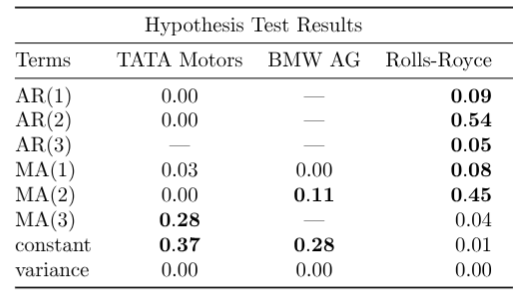 Hypothesis Test Results
Terms TATA Motors BMW AG Rolls-Royce
AR(1) 0.00 — 0.09
AR(2) 0.00 — 0.54
AR(3) — — 0.05
MA(1) 0.03 0.00 0.08
MA(2) 0.00 0.11 0.45
MA(3) 0.28 — 0.04
constant 0.37 0.28 0.01
variance 0.00 0.00 0.00